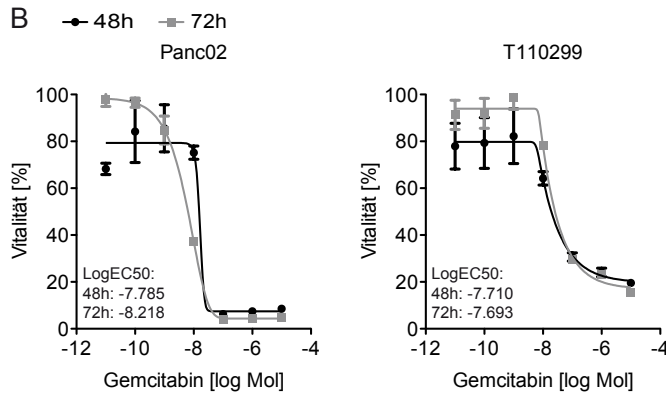 B
48h 72h
Panc02
Vitalität [%]
100
80
60
40
20
0
LogEC50:
48h: -7.785
72h: -8.218
-12 -10 -8 -6 -4
Gemcitabin [log Mol]
T110299
Vitalität [%]
100
80
60
40
20
0
LogEC50:
48h: -7.710
72h: -7.693
-12 -10 -8 -6 -4
Gemcitabin [log Mol]